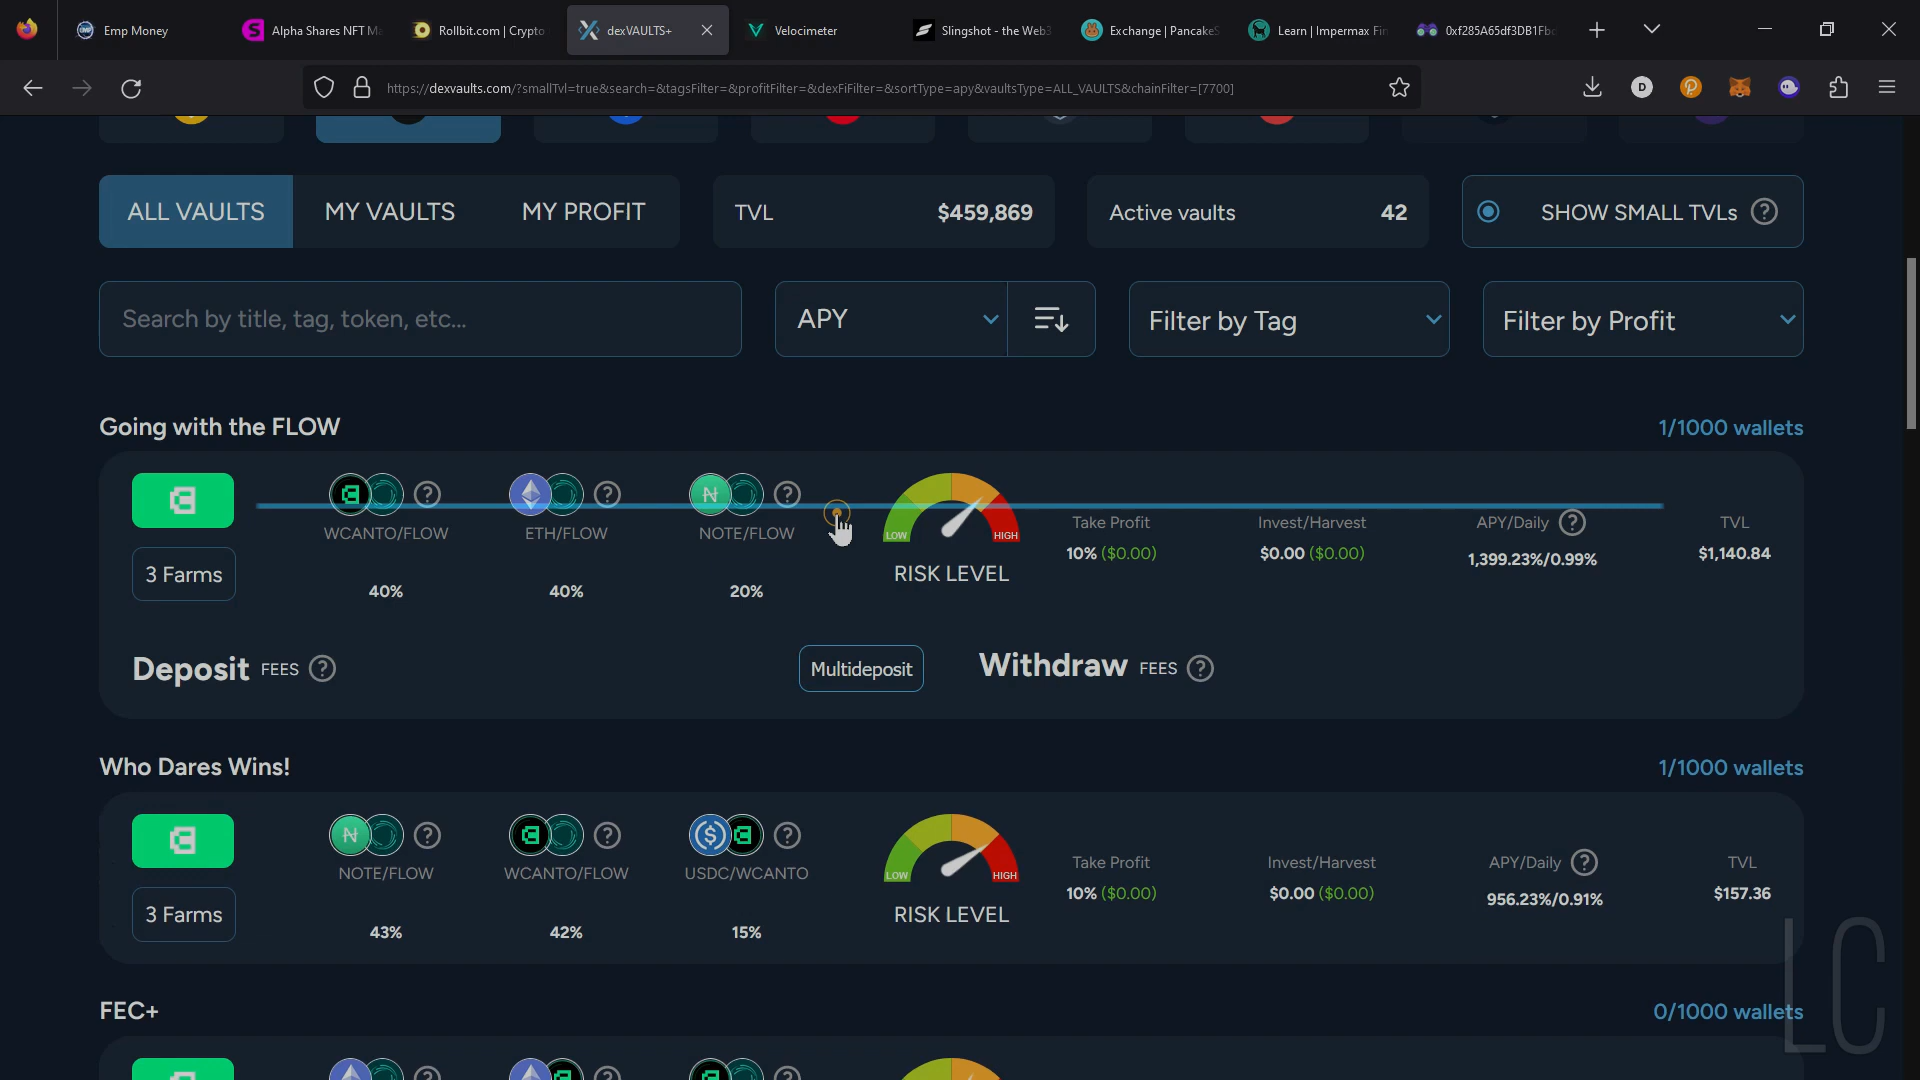 Emp Money
Alpha Shares NFT Ma
Rollbit.com | Crypto
dexVAULTS+
Velocimeter
Slingshot - the Web3
Exchange | PancakeS
Learn | Impermax Fin
0xf285A65df3DB1Fbc
https://dexvaults.com/?smallTvl=true&search=&tagsFilter=&profitFilter=&dexFiFilter=&sortType=apy&vaultsType=ALL_VAULTS&chainFilter=[7700]
ALL VAULTS
MY VAULTS
MY PROFIT
TVL
$459,869
Active vaults
42
SHOW SMALL TVLs
Search by title, tag, token, etc...
APY
Filter by Tag
Filter by Profit
Going with the FLOW
1/1000 wallets
3 Farms
WCANTO/FLOW
40%
ETH/FLOW
40%
NOTE/FLOW
20%
LOW
HIGH
RISK LEVEL
Take Profit
10% ($0.00)
Invest/Harvest
$0.00 ($0.00)
APY/Daily
1,399.23%/0.99%
TVL
$1,140.84
Deposit FEES
Multideposit
Withdraw FEES
Who Dares Wins!
1/1000 wallets
3 Farms
NOTE/FLOW
43%
WCANTO/FLOW
42%
USDC/WCANTO
15%
LOW
HIGH
RISK LEVEL
Take Profit
10% ($0.00)
Invest/Harvest
$0.00 ($0.00)
APY/Daily
956.23%/0.91%
TVL
$157.36
FEC+
0/1000 wallets
LC